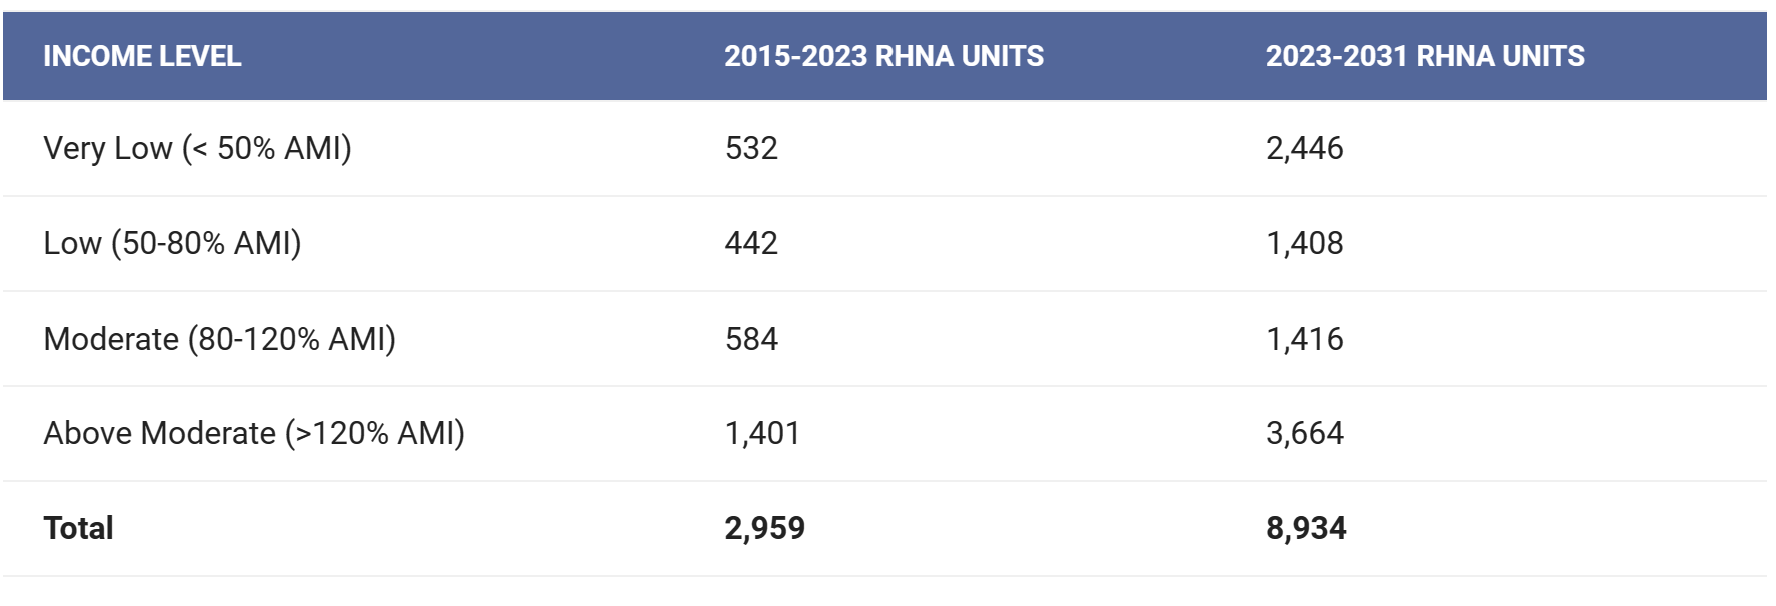 INCOME LEVEL 2015-2023 RHNA UNITS 2023-2031 RHNA UNITS
Very Low (< 50% AMI) 532 2,446
Low (50-80% AMI) 442 1,408
Moderate (80-120% AMI) 584 1,416
Above Moderate (>120% AMI) 1,401 3,664
Total 2,959 8,934